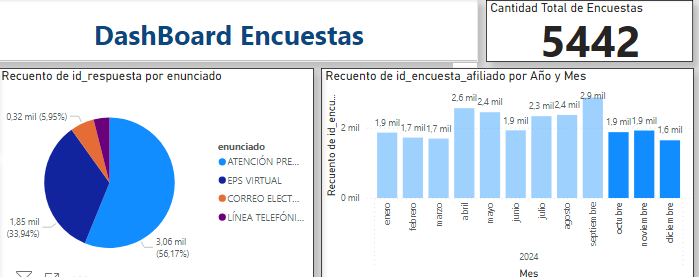 DashBoard Encuestas
Cantidad Total de Encuestas
5442
Recuento de id_respuesta por enunciado
0,32 mil (5,95%)
1,85 mil
(33,94%)
3,06 mil
(56,17%)
enunciado
ATENCIÓN PRE...
EPS VIRTUAL
CORREO ELECT...
LÍNEA TELEFÓNI...
Recuento de id_encuesta_afiliado por Año y Mes
Recuento de id_encu...
2 mil
0 mil
1,9 mil
1,7 mil
1,7 mil
2,6 mil
2,4 mil
1,9 mil
2,3 mil
2,4 mil
2,9 mil
1,9 mil
1,9 mil
1,6 mil
enero
febrero
marzo
abril
mayo
junio
julio
agosto
septiembre
octubre
noviembre
diciembre
2024
Mes